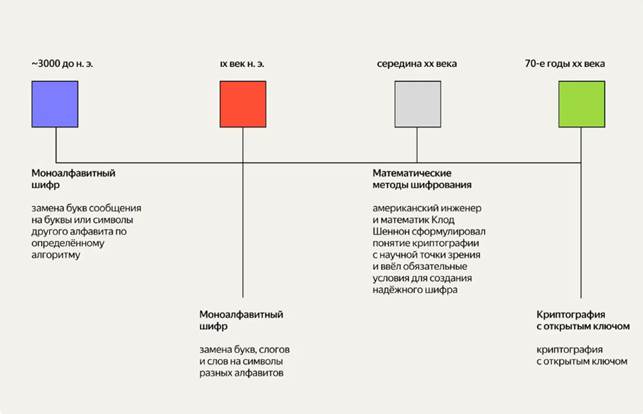 ~3000 до н. э.
IX век н. э.
середина XX века
70-е годы XX века
Моноалфавитный
шифр
замена букв сообщения
на буквы или символы
другого алфавита по
определённому
алгоритму
Математические
методы шифрования
американский инженер
и математик Клод
Шеннон сформулировал
понятие криптографии
с научной точки зрения
и ввёл обязательные
условия для создания
надёжного шифра
Моноалфавитный
шифр
замена букв, слогов
и слов на символы
разных алфавитов
Криптография
с открытым ключом
криптография
с открытым ключом